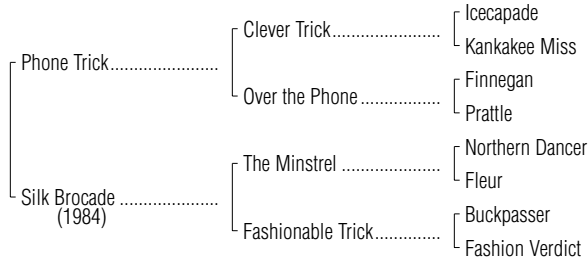 Icecapade
Clever Trick......................
Kankakee Miss
Phone Trick.......................
Finnegan
Over the Phone ................
Prattle
Northern Dancer
The Minstrel ....................
Fleur
Silk Brocade .....................
(1984)
Buckpasser
Fashionable Trick.............
Fashion Verdict